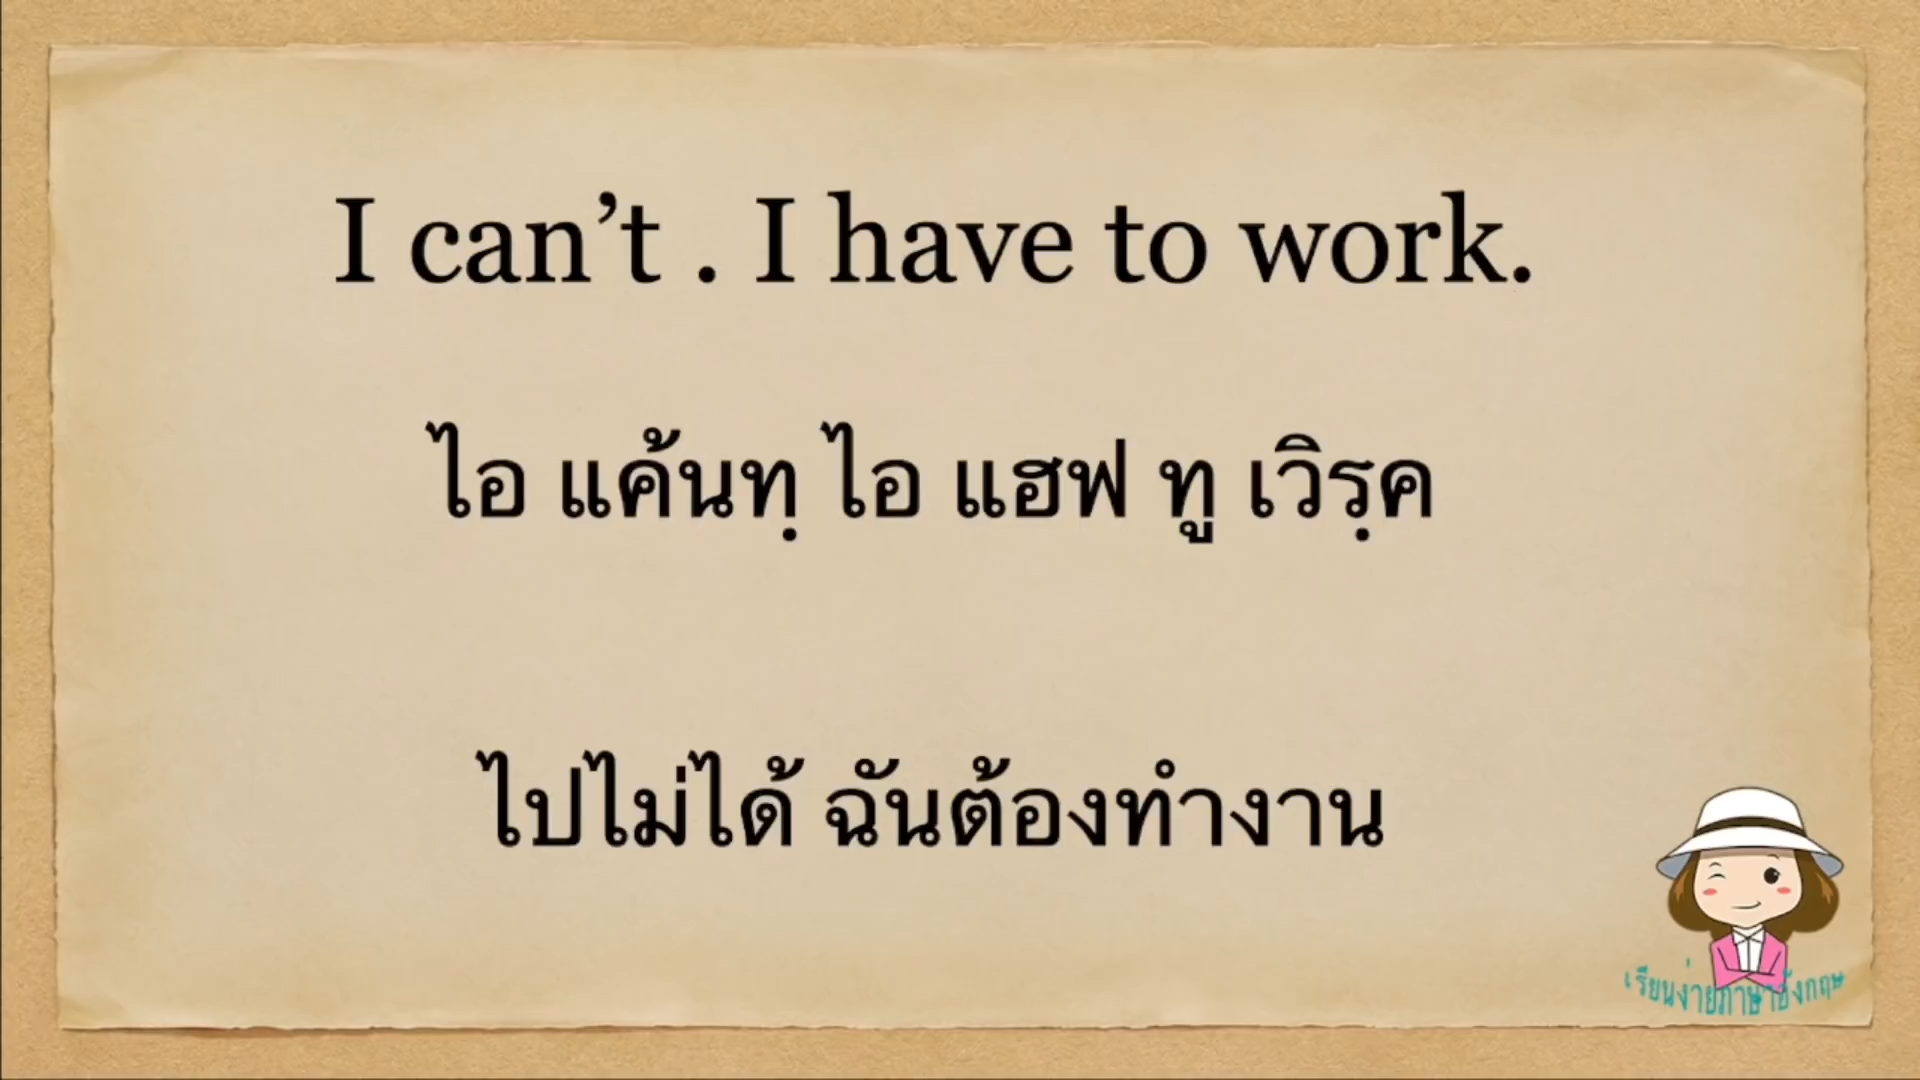 I can’t . I have to work.
ไอ แค้นทฺ ไอ แฮฟ ทู เวิรฺค
ไปไม่ได้ ฉันต้องทำงาน
เรียนง่ายภาษาอังกฤษ